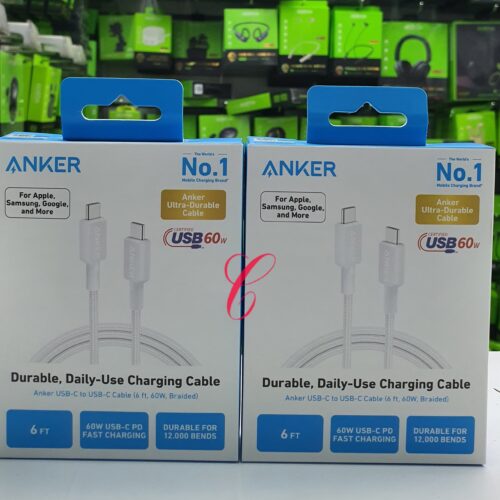 ANKER
The World's
No.1
Mobile Charging Brand*
For Apple,
Samsung, Google,
and More
Anker
Ultra-Durable
Cable
CERTIFIED
USB60W
Durable, Daily-Use Charging Cable
Anker USB-C to USB-C Cable (6 ft, 60W, Braided)
6 FT
60W USB-C PD
FAST CHARGING
DURABLE FOR
12,000 BENDS
ANKER
The World's
No.1
Mobile Charging Brand*
For Apple,
Samsung, Google,
and More
Anker
Ultra-Durable
Cable
CERTIFIED
USB60W
Durable, Daily-Use Charging Cable
Anker USB-C to USB-C Cable (6 ft, 60W, Braided)
6 FT
60W USB-C PD
FAST CHARGING
DURABLE FOR
12,000 BENDS
C